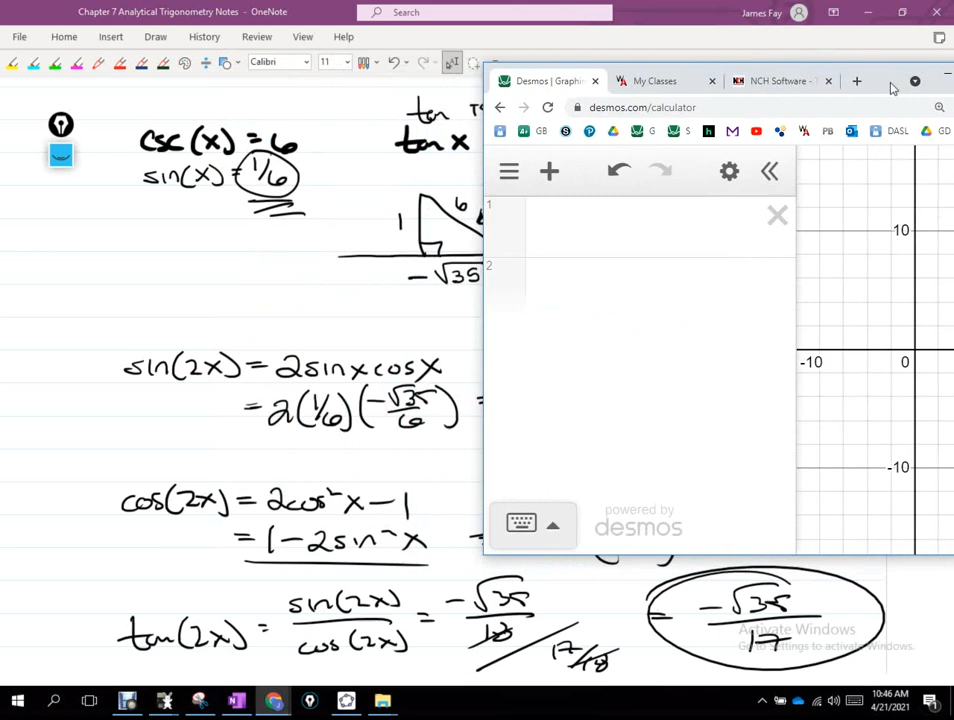 Chapter 7 Analytical Trigonometry Notes - OneNote
Search
James Fay
File Home Insert Draw History Review View Help
Calibri 11
Desmos | Graphin
My Classes
NCH Software -
desmos.com/calculator
GB
G
S
PB
DASL
GD
tan
csc(x) = 6
tan x
sin(x) = 1/6
1
6
-√35
1
2
10
-10
0
-10
powered by
desmos
sin(2x) = 2sinxcosx
= 2(1/6)(-√35/6) =
cos(2x) = 2cos²x - 1
= 1 - 2sin²x =
tan(2x) = sin(2x)/cos(2x) = -√35/18 / 17/18 = -√35/17
Activate Windows
Go to Settings to activate Windows.
10:46 AM
4/21/2021